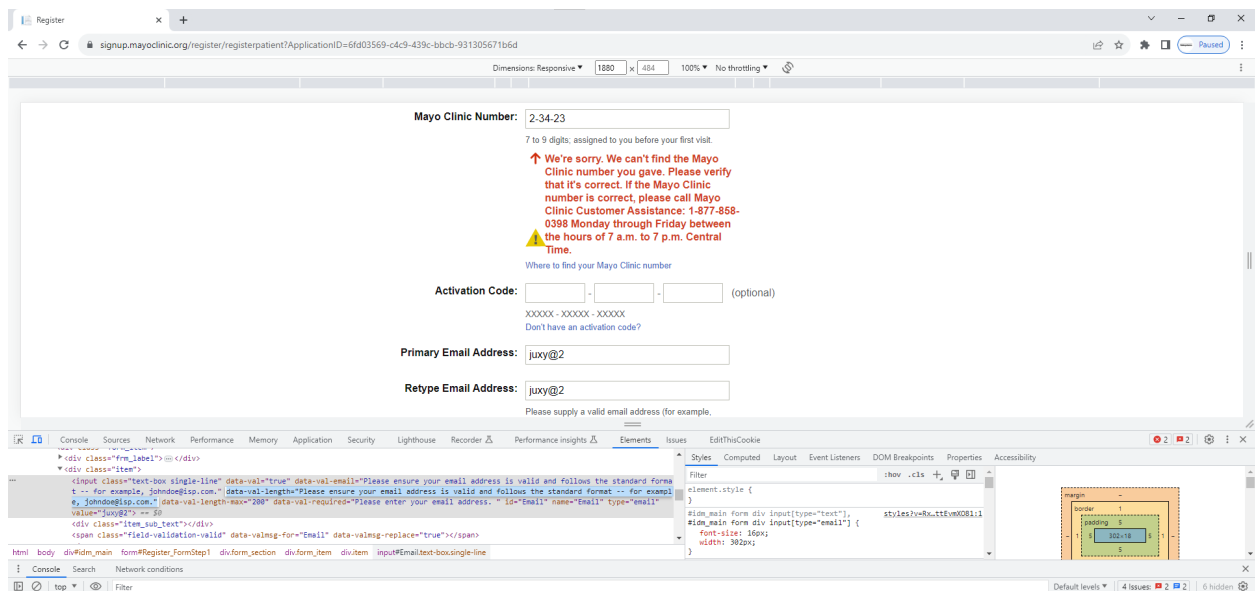 Register
signup.mayoclinic.org/register/registerpatient?ApplicationID=6fd03569-c4c9-439c-bbcb-931305671b6d
Paused
Dimensions: Responsive 1880 x 484 100% No throttling
Mayo Clinic Number: 2-34-23
7 to 9 digits; assigned to you before your first visit.
We're sorry. We can't find the Mayo
Clinic number you gave. Please verify
that it's correct. If the Mayo Clinic
number is correct, please call Mayo
Clinic Customer Assistance: 1-877-858-
0398 Monday through Friday between
the hours of 7 a.m. to 7 p.m. Central
Time.
Where to find your Mayo Clinic number
Activation Code: - - (optional)
XXXXX - XXXXX - XXXXX
Don't have an activation code?
Primary Email Address: juxy@2
Retype Email Address: juxy@2
Please supply a valid email address (for example,
Console Sources Network Performance Memory Application Security Lighthouse Recorder Performance insights Elements Issues EditThisCookie 2 2
<div class="frm_label">…</div>
<div class="item">
<input class="text-box single-line" data-val="true" data-val-email="Please ensure your email address is valid and follows the standard forma
t -- for example, johndoe@isp.com." data-val-length="Please ensure your email address is valid and follows the standard format -- for exampl
e, johndoe@isp.com." data-val-length-max="200" data-val-required="Please enter your email address. " id="Email" name="Email" type="email"
value="juxy@2"> == $0
<div class="item_sub_text"></div>
<span class="field-validation-valid" data-valmsg-for="Email" data-valmsg-replace="true"></span>
html body div#idm_main form#Register_FormStep1 div.form_section div.form_item div.item input#Email.text-box.single-line
Styles Computed Layout Event Listeners DOM Breakpoints Properties Accessibility
Filter :hov .cls
element.style {
}
#idm_main form div input[type="text"], styles?v=Rx…ttEvmXO81:1
#idm_main form div input[type="email"] {
font-size: 16px;
width: 302px;
}
margin -
border 1
padding 5
- 1 5 302×18 5 1 -
5
Console Search Network conditions
top Filter Default levels 4 Issues: 2 2 6 hidden